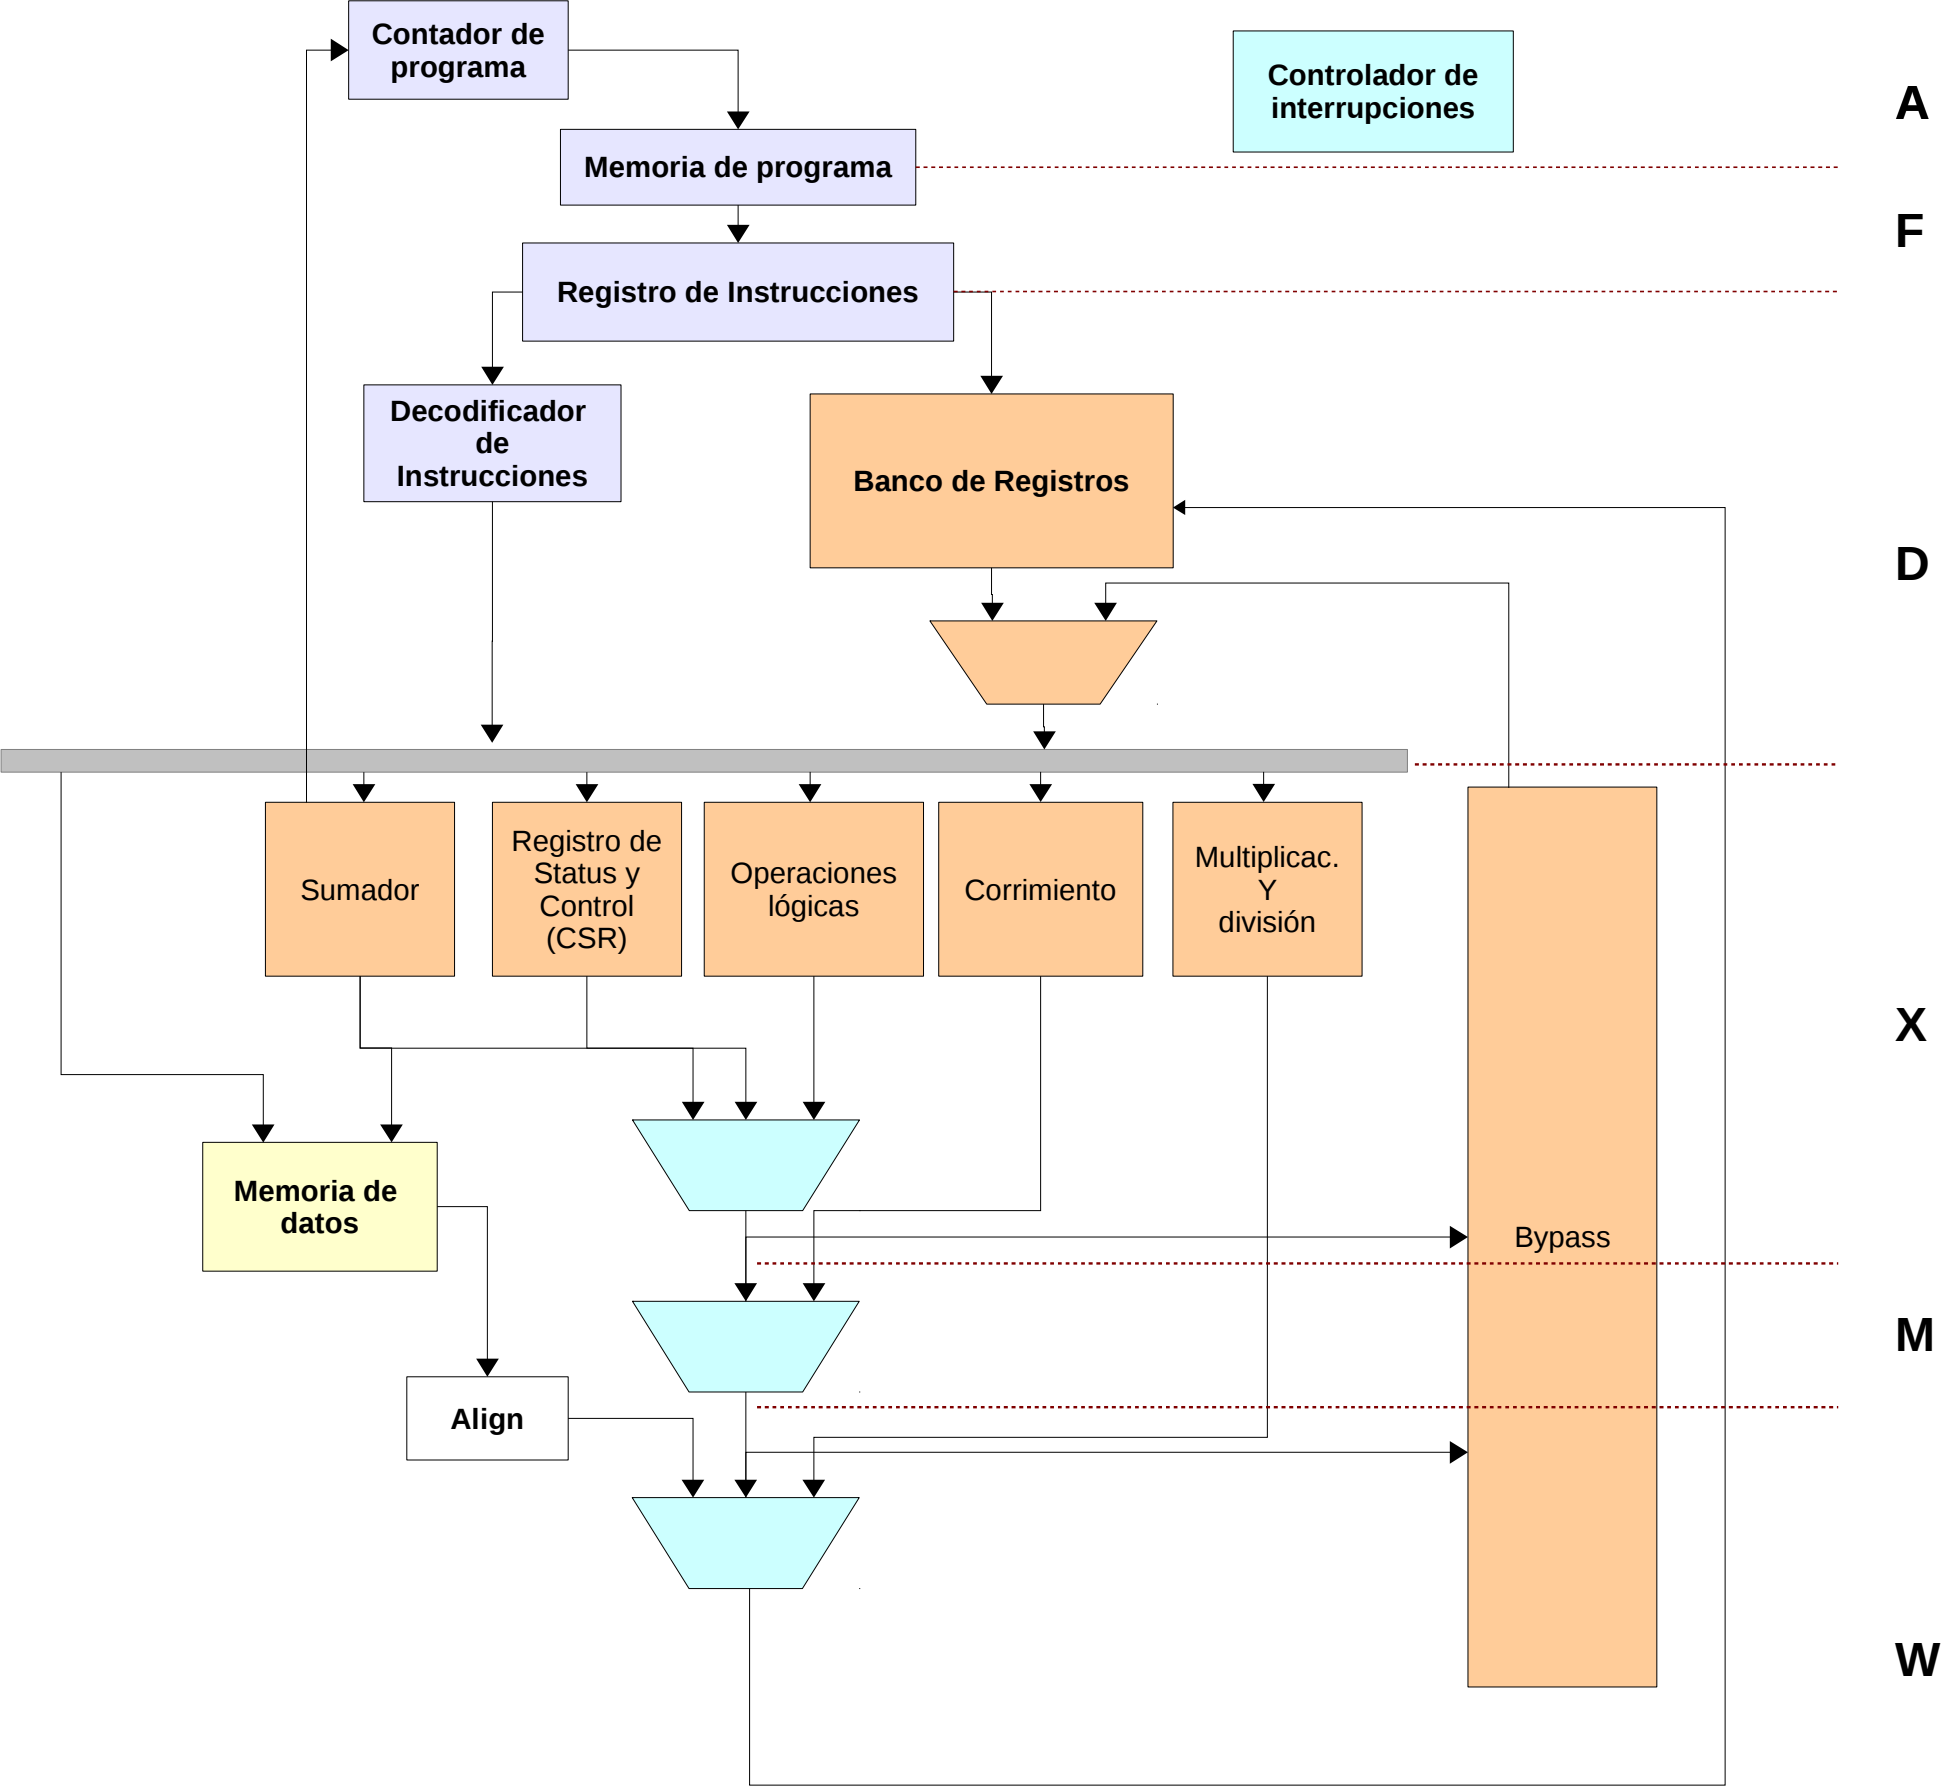 Contador de
programa
Controlador de
interrupciones
A
Memoria de programa
F
Registro de Instrucciones
Decodificador
de
Instrucciones
Banco de Registros
D
Sumador
Registro de
Status y
Control
(CSR)
Operaciones
lógicas
Corrimiento
Multiplicac.
Y
división
X
Memoria de
datos
Bypass
M
Align
W